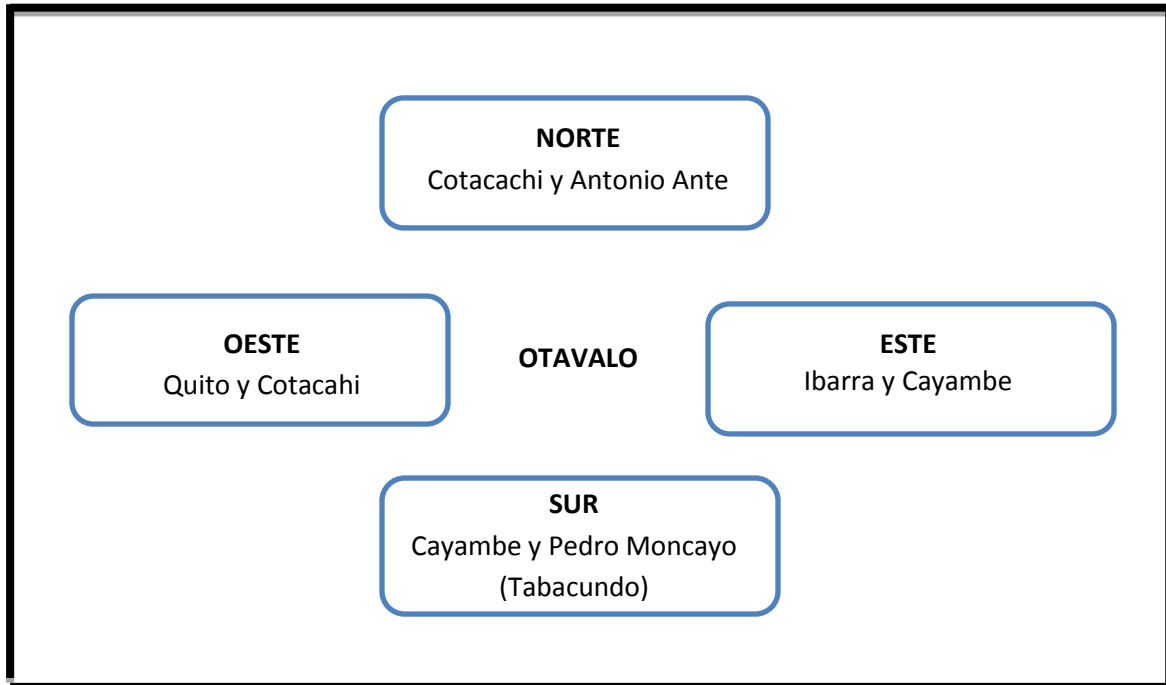 NORTE
Cotacachi y Antonio Ante
OESTE
Quito y Cotacahi
OTAVALO
ESTE
Ibarra y Cayambe
SUR
Cayambe y Pedro Moncayo
(Tabacundo)